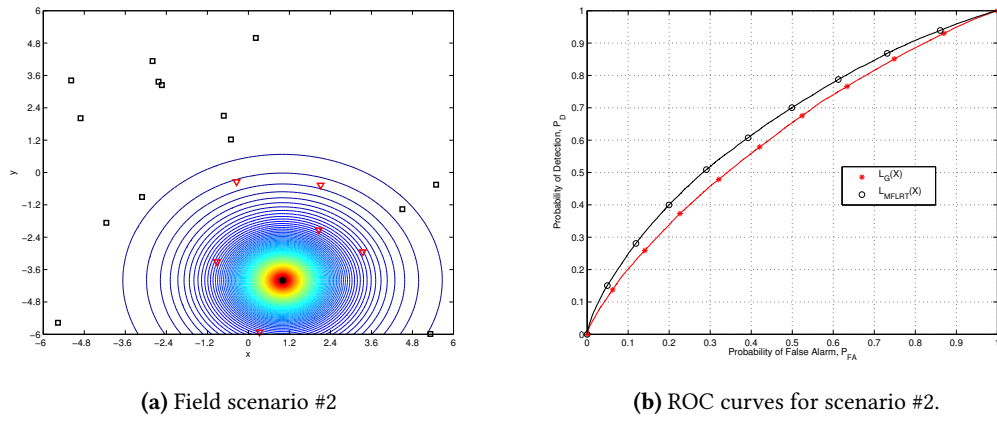 6
4.8
3.6
2.4
1.2
0
−1.2
−2.4
−3.6
−4.8
−6
y
−6 −4.8 −3.6 −2.4 −1.2 0 1.2 2.4 3.6 4.8 6
x
(a) Field scenario #2
1
0.9
0.8
0.7
0.6
0.5
0.4
0.3
0.2
0.1
0
Probability of Detection, P_D
L_G(X)
L_MFLRT(X)
0 0.1 0.2 0.3 0.4 0.5 0.6 0.7 0.8 0.9 1
Probability of False Alarm, P_FA
(b) ROC curves for scenario #2.